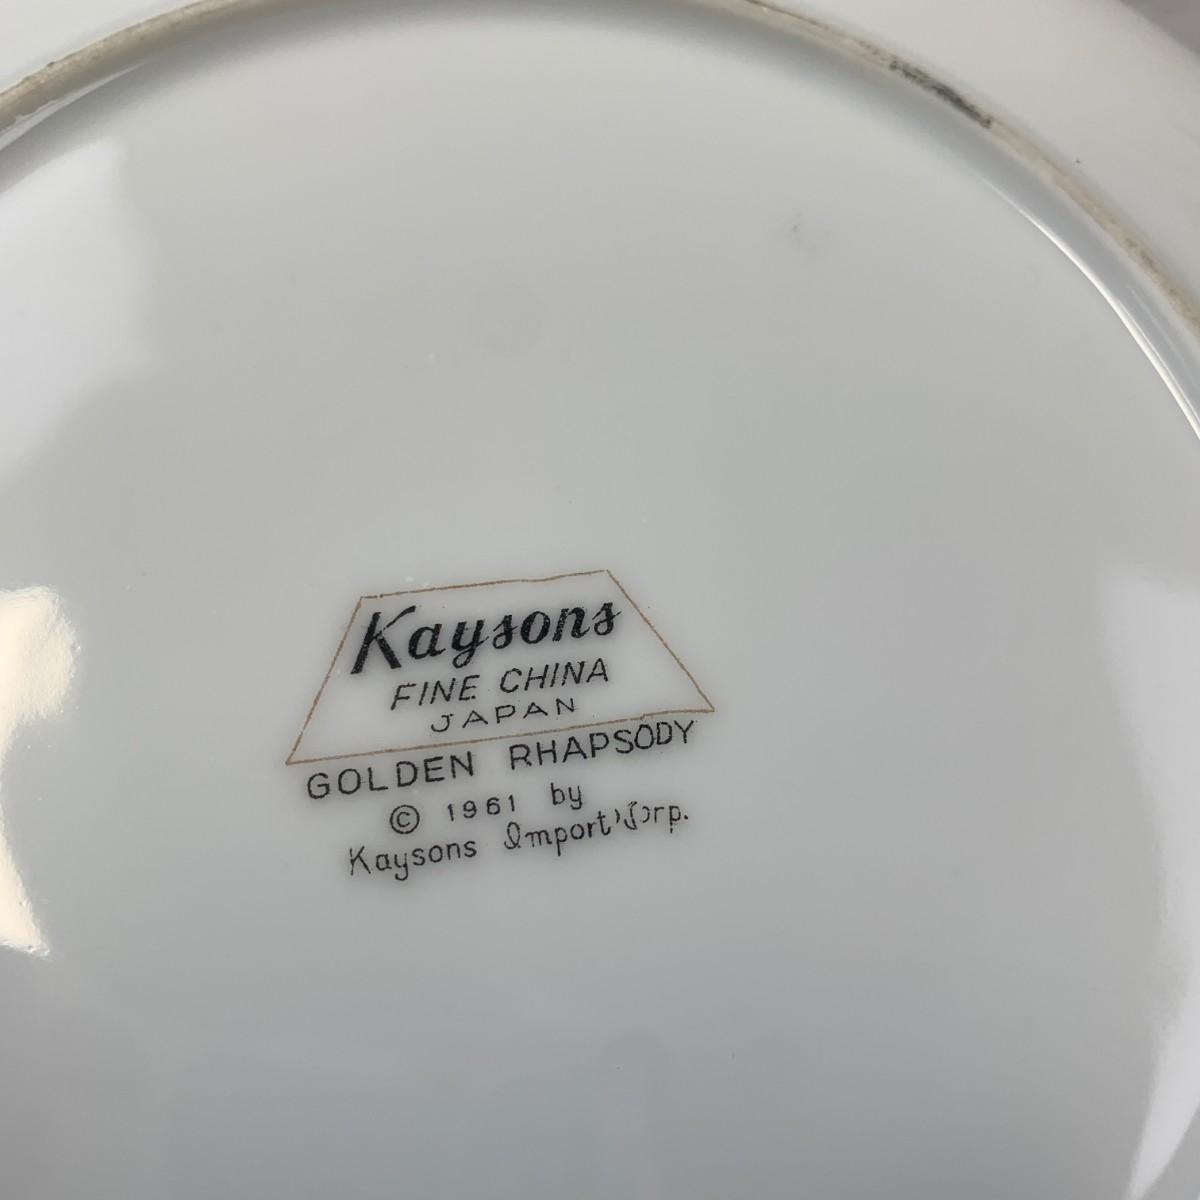 Kaysons
FINE CHINA
JAPAN
GOLDEN RHAPSODY
© 1961 by
Kaysons Import Corp.